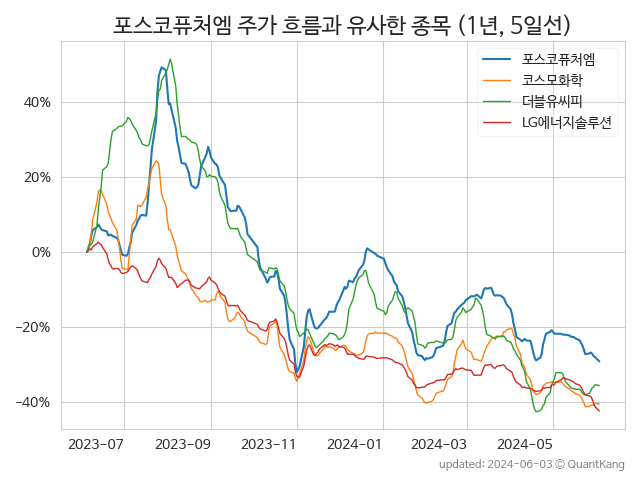 포스코퓨처엠 주가 흐름과 유사한 종목 (1년, 5일선)
포스코퓨처엠
코스모화학
더블유씨피
LG에너지솔루션
40%
20%
0%
−20%
−40%
2023-07 2023-09 2023-11 2024-01 2024-03 2024-05
updated: 2024-06-03 © QuantKang